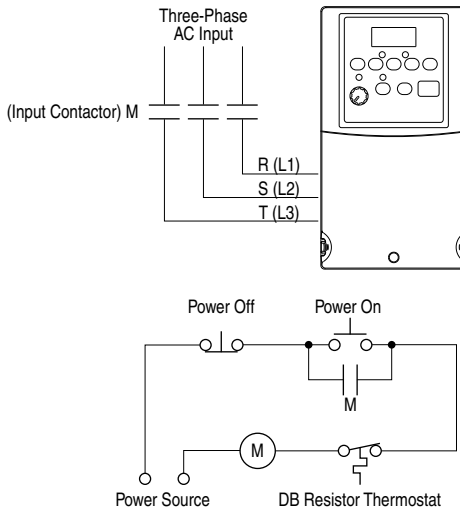 Three-Phase
AC Input
(Input Contactor) M
R (L1)
S (L2)
T (L3)
Power Off
Power On
M
M
Power Source
DB Resistor Thermostat